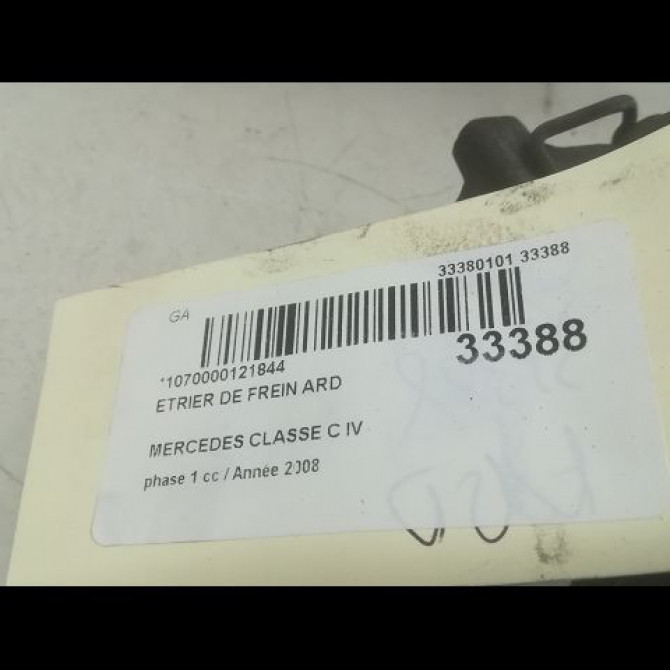 33380101 33388
GA
33388
*1070000121844
ETRIER DE FREIN ARD
MERCEDES CLASSE C IV
phase 1 cc / Année 2008